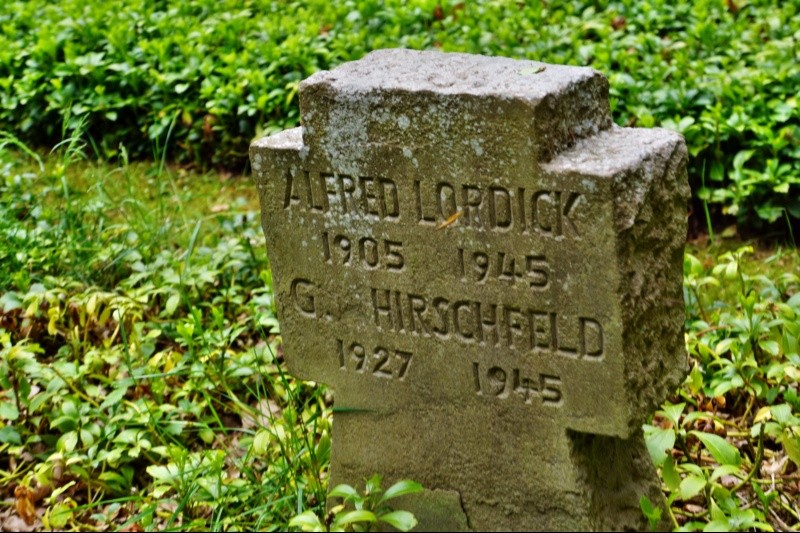 ALFRED LORDICK
1905 1945
G. HIRSCHFELD
1927 1945